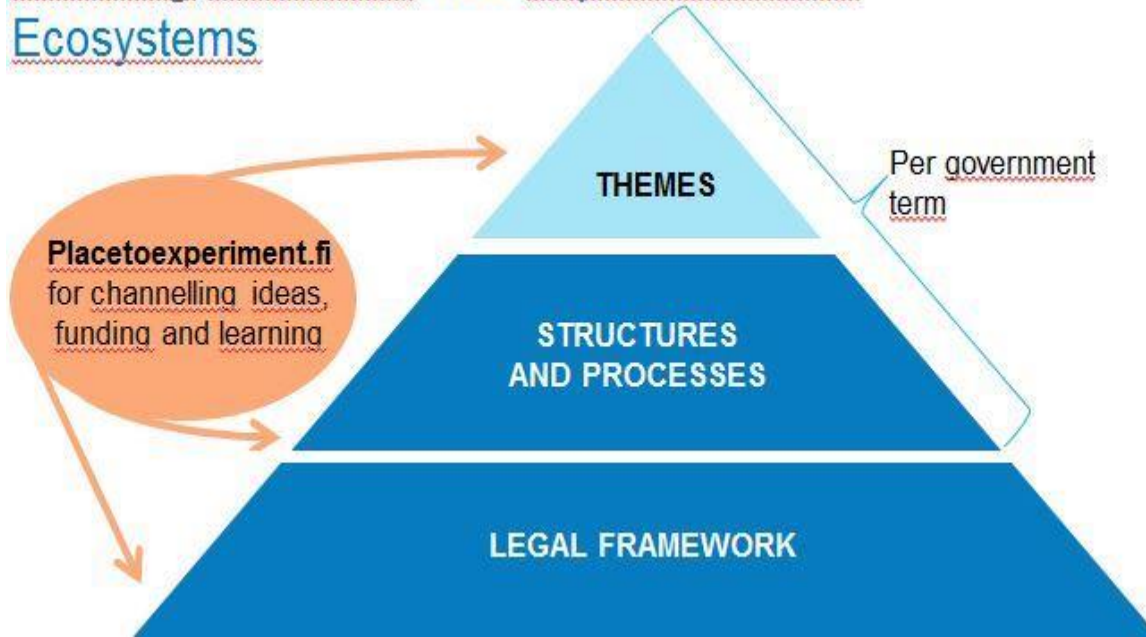 Ecosystems
THEMES
Per government
term
Placetoexperiment.fi
for channelling ideas,
funding and learning
STRUCTURES
AND PROCESSES
LEGAL FRAMEWORK